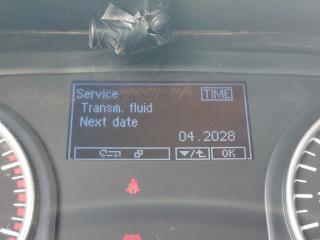 Service TIME
Transm. fluid
Next date
04.2028
OK